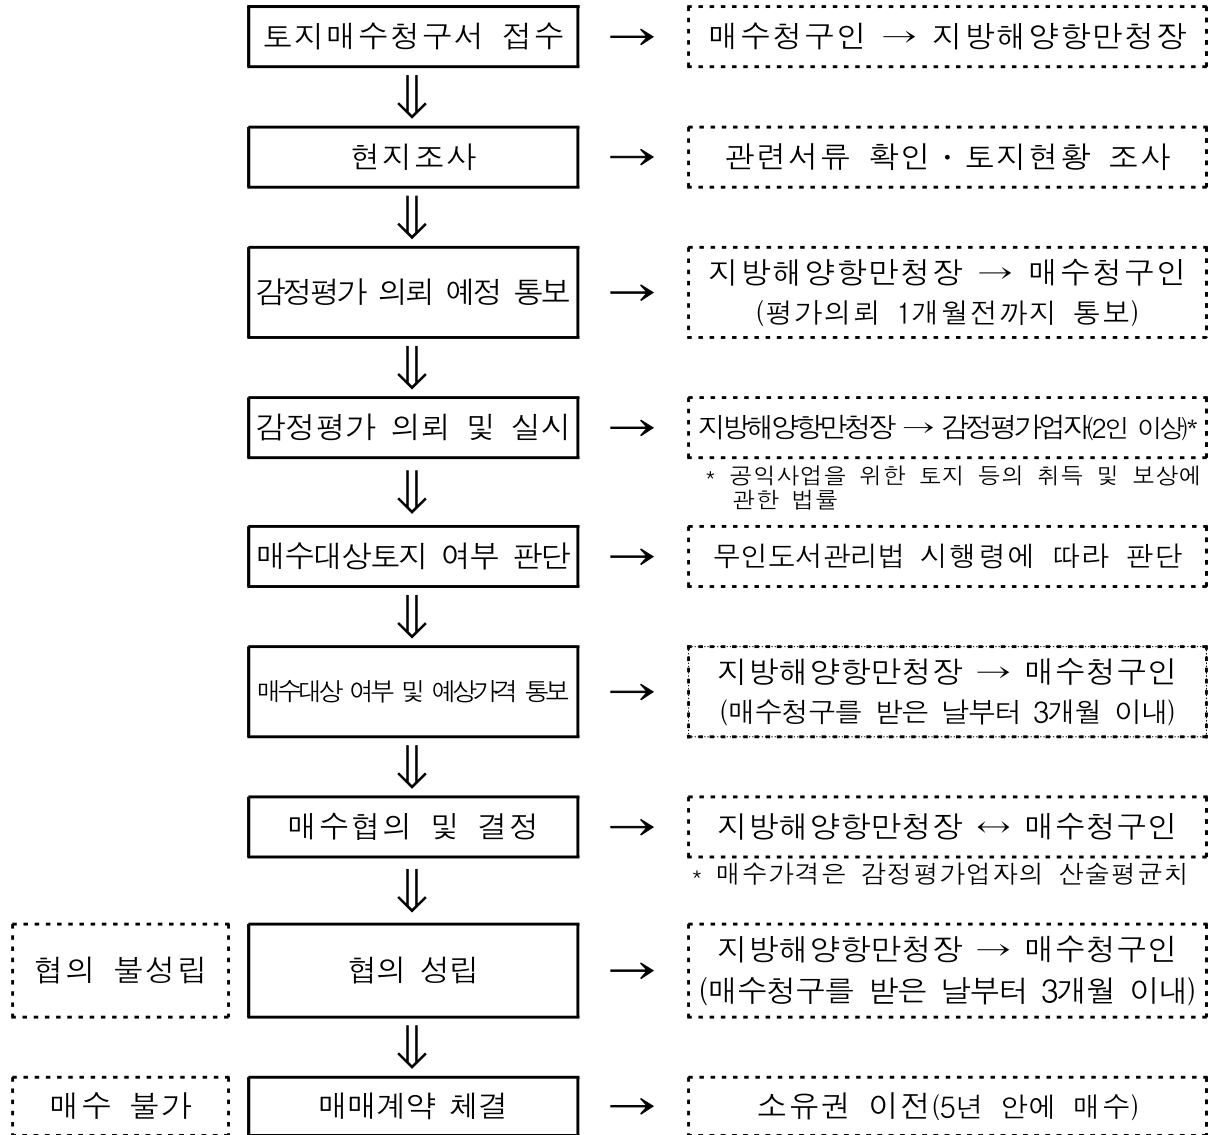 토지매수청구서 접수 → 매수청구인 → 지방해양항만청장
⇓
현지조사 → 관련서류 확인・토지현황 조사
⇓
감정평가 의뢰 예정 통보 → 지방해양항만청장 → 매수청구인
(평가의뢰 1개월전까지 통보)
⇓
감정평가 의뢰 및 실시 → 지방해양항만청장 → 감정평가업자(2인 이상)*
* 공익사업을 위한 토지 등의 취득 및 보상에
관한 법률
⇓
매수대상토지 여부 판단 → 무인도서관리법 시행령에 따라 판단
⇓
매수대상 여부 및 예상가격 통보 → 지방해양항만청장 → 매수청구인
(매수청구를 받은 날부터 3개월 이내)
⇓
매수협의 및 결정 → 지방해양항만청장 ↔ 매수청구인
* 매수가격은 감정평가업자의 산술평균치
⇓
협의 불성립 협의 성립 → 지방해양항만청장 → 매수청구인
(매수청구를 받은 날부터 3개월 이내)
⇓
매수 불가 매매계약 체결 → 소유권 이전(5년 안에 매수)